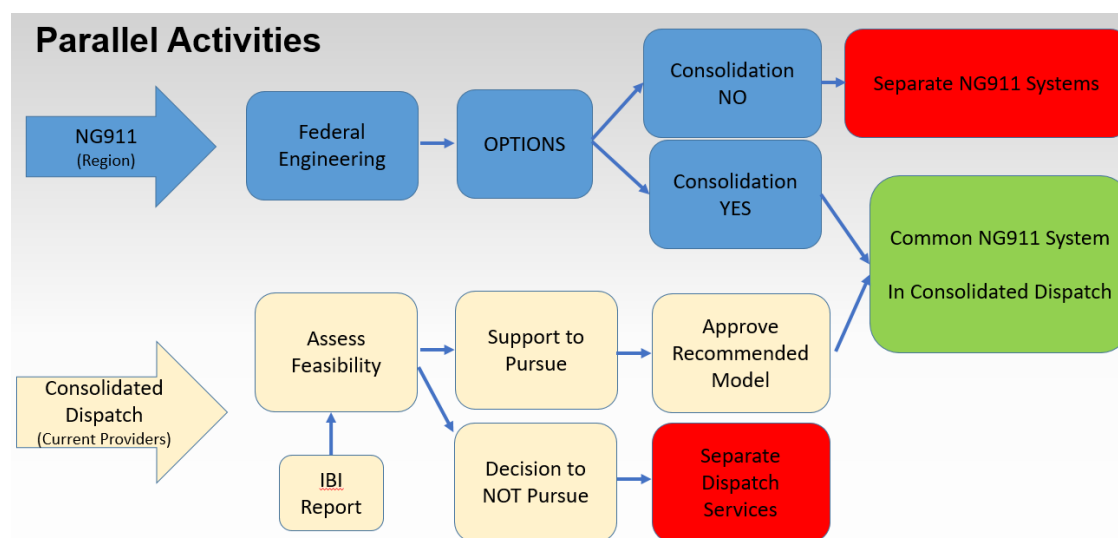 Parallel Activities
NG911
(Region)
Federal
Engineering
OPTIONS
Consolidation
NO
Separate NG911 Systems
Consolidation
YES
Common NG911 System
In Consolidated Dispatch
Consolidated
Dispatch
(Current Providers)
Assess
Feasibility
Support to
Pursue
Approve
Recommended
Model
IBI
Report
Decision to
NOT Pursue
Separate
Dispatch
Services